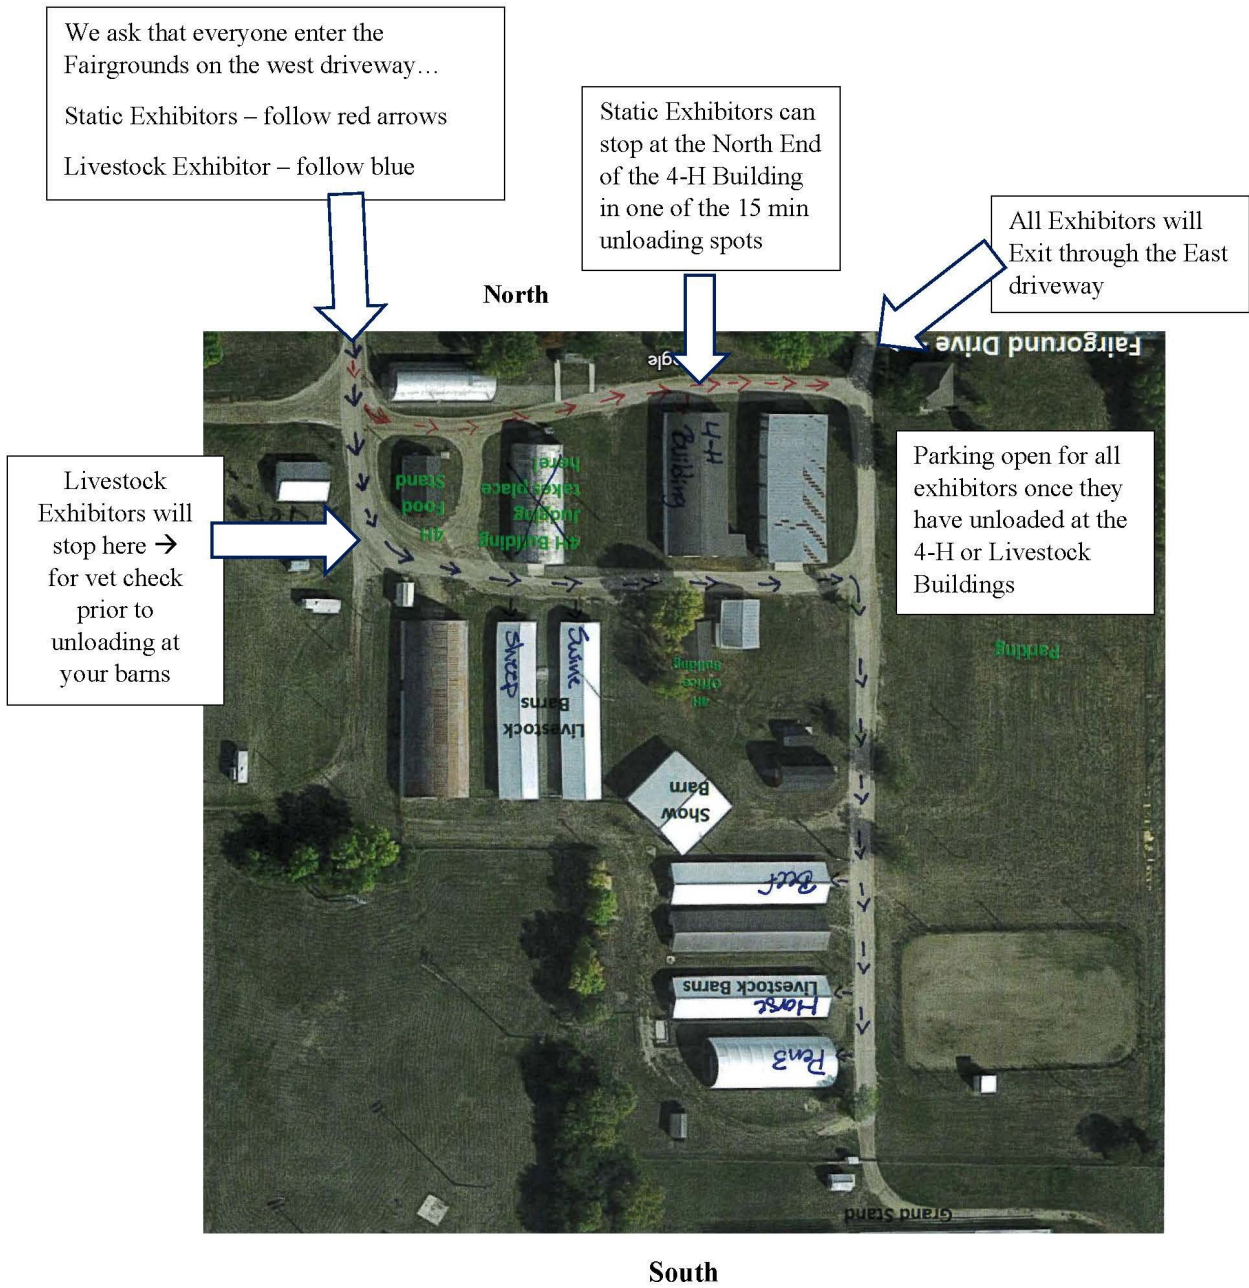 We ask that everyone enter the
Fairgrounds on the west driveway…
Static Exhibitors – follow red arrows
Livestock Exhibitor – follow blue
Static Exhibitors can
stop at the North End
of the 4-H Building
in one of the 15 min
unloading spots
All Exhibitors will
Exit through the East
driveway
North
Fairgorund Drive
gle
Livestock
Exhibitors will
stop here →
for vet check
prior to
unloading at
your barns
4H
Food
Stand
4H Building
Judging
takes place
here!
4-H
Building
Parking open for all
exhibitors once they
have unloaded at the
4-H or Livestock
Buildings
Parking
4H
Office
Building
Sheep
Swine
Livestock
Barns
Show
Barn
Beef
Livestock Barns
Horse
Pen3
Grand Stand
South